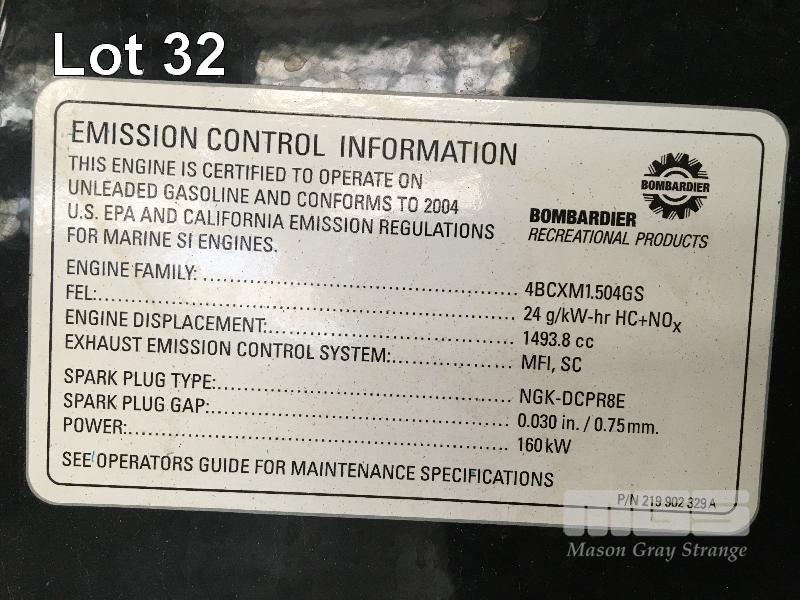 Lot 32
EMISSION CONTROL INFORMATION
THIS ENGINE IS CERTIFIED TO OPERATE ON
UNLEADED GASOLINE AND CONFORMS TO 2004
U.S. EPA AND CALIFORNIA EMISSION REGULATIONS
FOR MARINE SI ENGINES.
BOMBARDIER
BOMBARDIER
RECREATIONAL PRODUCTS
ENGINE FAMILY: 4BCXM1.504GS
FEL: 24 g/kW-hr HC+NOx
ENGINE DISPLACEMENT: 1493.8 cc
EXHAUST EMISSION CONTROL SYSTEM: MFI, SC
SPARK PLUG TYPE: NGK-DCPR8E
SPARK PLUG GAP: 0.030 in. / 0.75mm.
POWER: 160kW
SEE OPERATORS GUIDE FOR MAINTENANCE SPECIFICATIONS
P/N 219 902 329 A
MGS
Mason Gray Strange